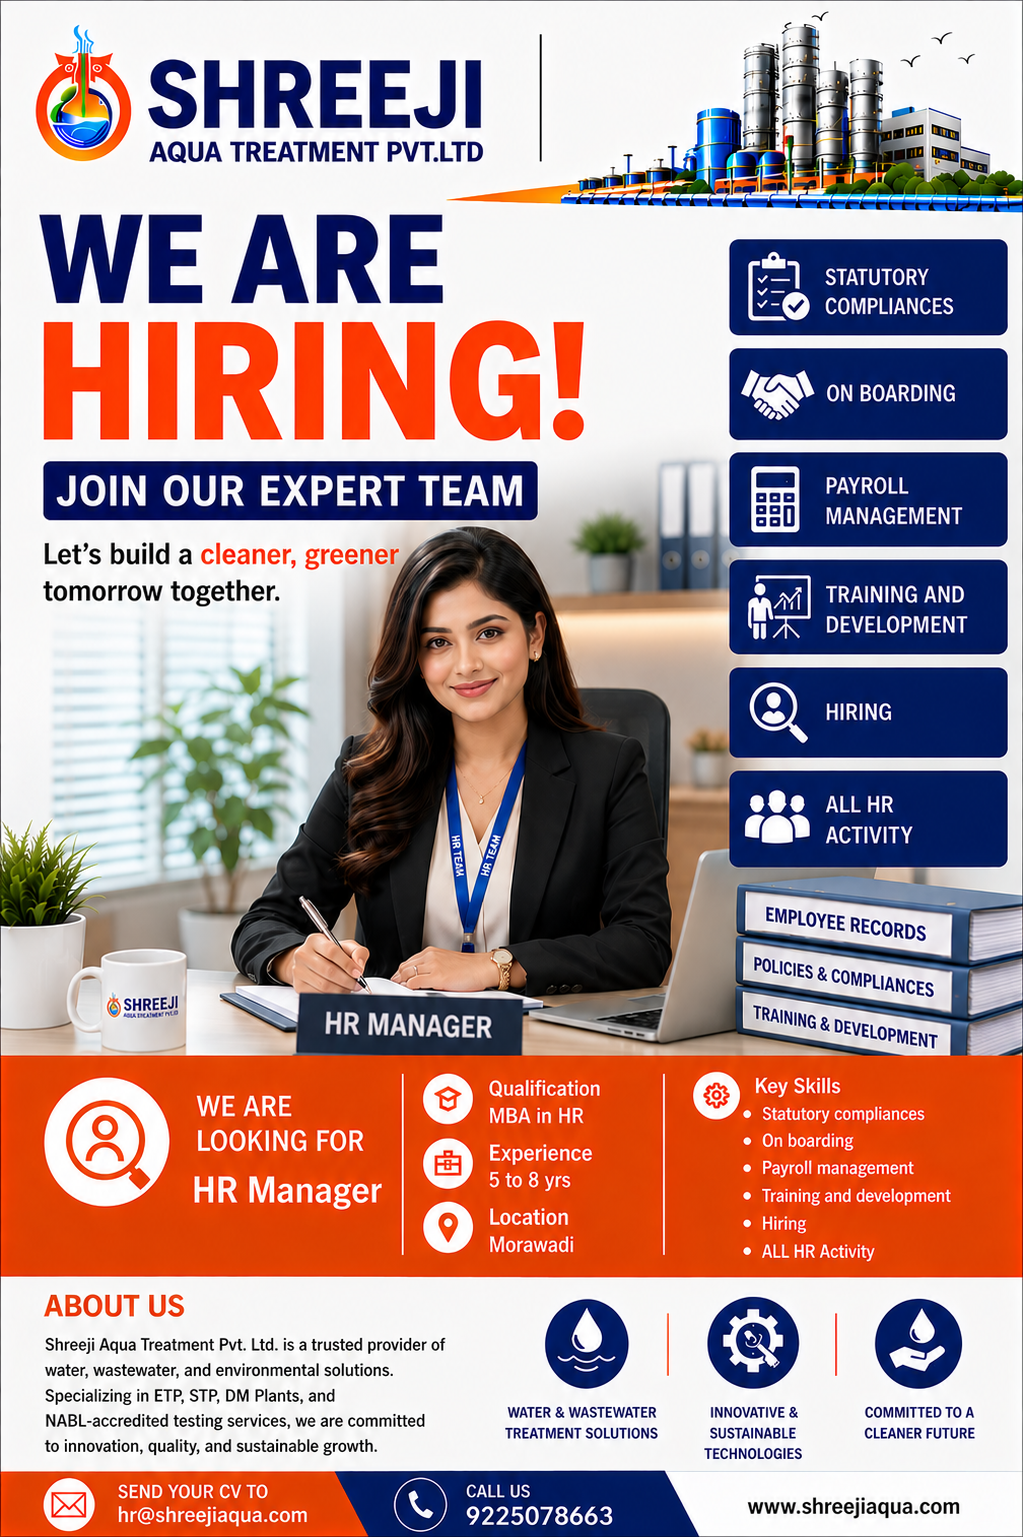 SHREEJI
AQUA TREATMENT PVT.LTD
WE ARE
HIRING!
JOIN OUR EXPERT TEAM
Let's build a cleaner, greener
tomorrow together.
STATUTORY
COMPLIANCES
ON BOARDING
PAYROLL
MANAGEMENT
TRAINING AND
DEVELOPMENT
HIRING
ALL HR
ACTIVITY
HR TEAM
HR TEAM
EMPLOYEE RECORDS
POLICIES & COMPLIANCES
TRAINING & DEVELOPMENT
SHREEJI
AQUA TREATMENT PVT.LTD
HR MANAGER
WE ARE
LOOKING FOR
HR Manager
Qualification
MBA in HR
Experience
5 to 8 yrs
Location
Morawadi
Key Skills
• Statutory compliances
• On boarding
• Payroll management
• Training and development
• Hiring
• ALL HR Activity
ABOUT US
Shreeji Aqua Treatment Pvt. Ltd. is a trusted provider of
water, wastewater, and environmental solutions.
Specializing in ETP, STP, DM Plants, and
NABL-accredited testing services, we are committed
to innovation, quality, and sustainable growth.
WATER & WASTEWATER
TREATMENT SOLUTIONS
INNOVATIVE &
SUSTAINABLE
TECHNOLOGIES
COMMITTED TO A
CLEANER FUTURE
SEND YOUR CV TO
hr@shreejiaqua.com
CALL US
9225078663
www.shreejiaqua.com